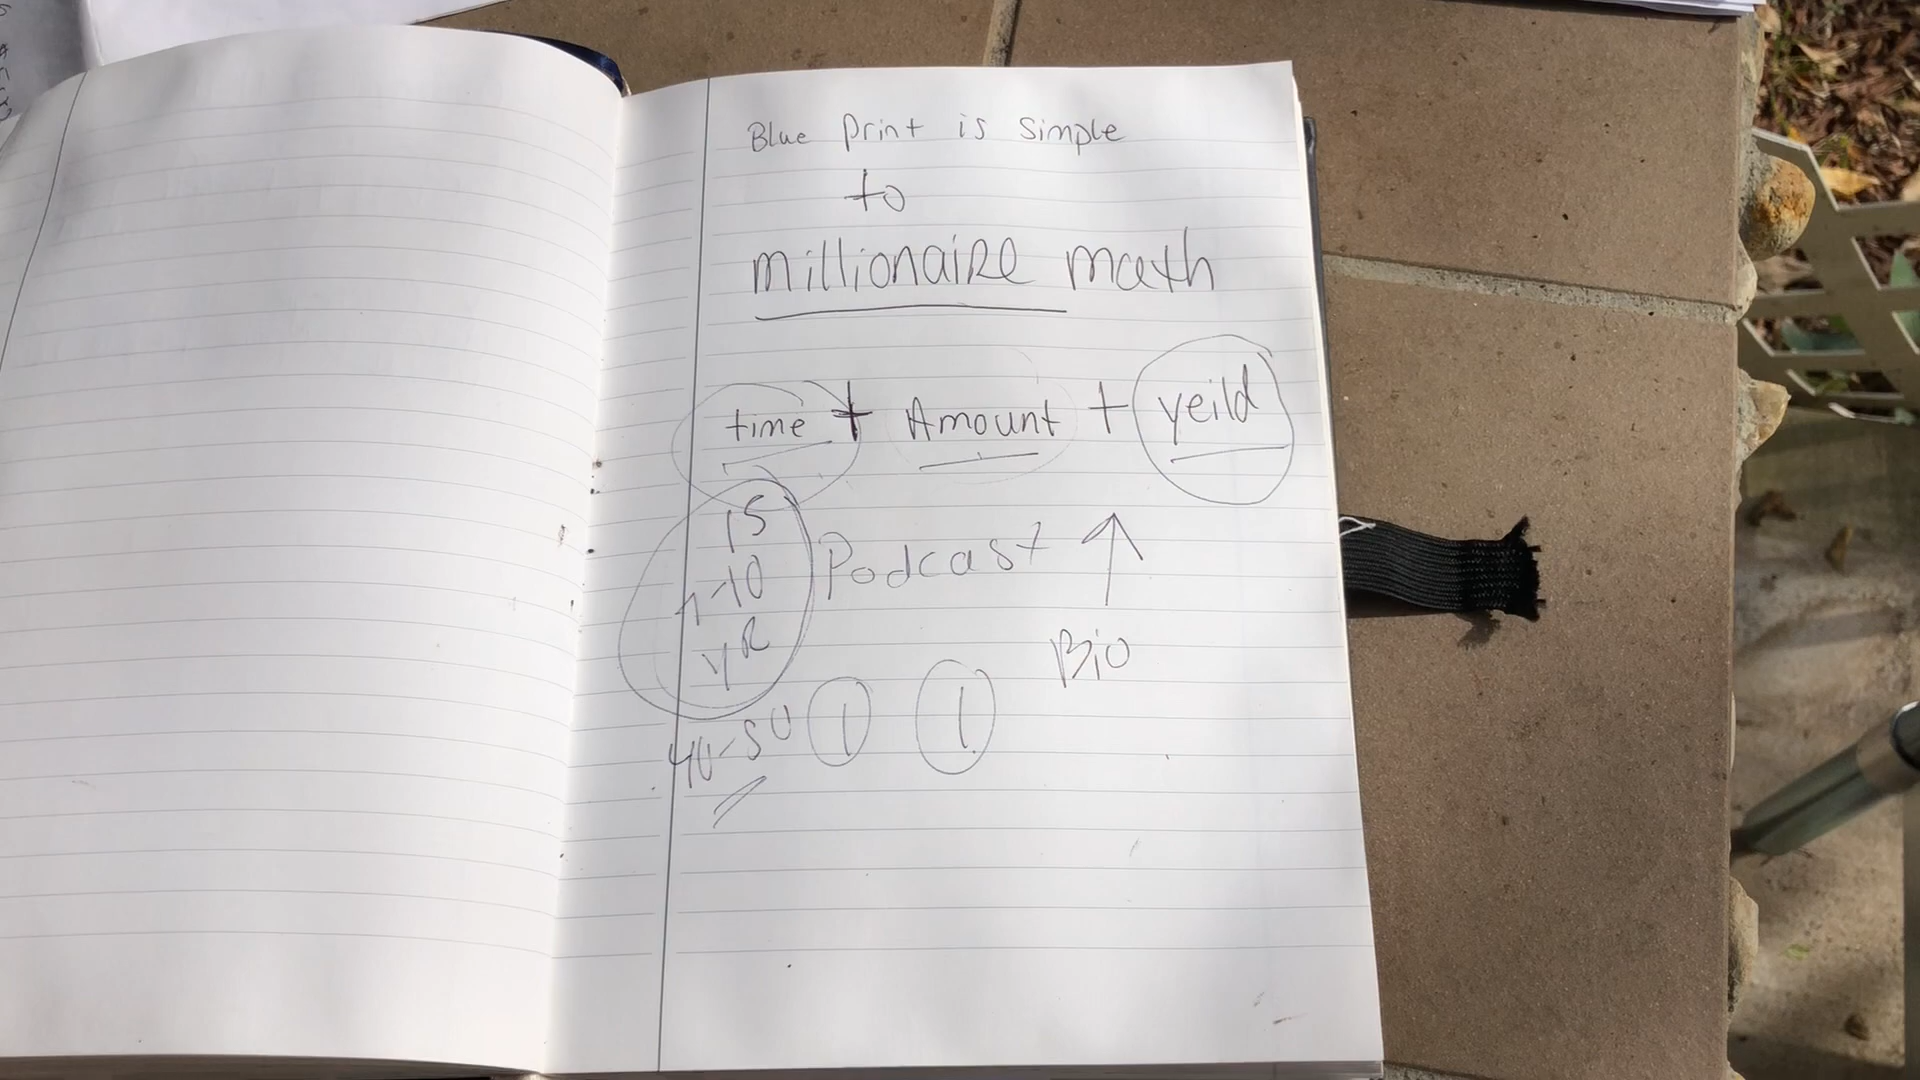 Blue Print is Simple
to
millionaire math
time + Amount + yeild
15
7-10
yR
Podcast ↑
Bio
40-50 1 1